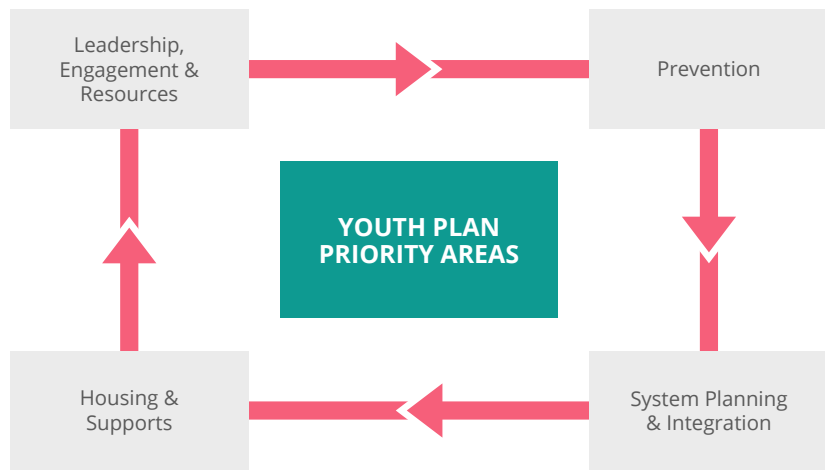 Leadership,
Engagement &
Resources
Prevention
YOUTH PLAN
PRIORITY AREAS
Housing &
Supports
System Planning
& Integration